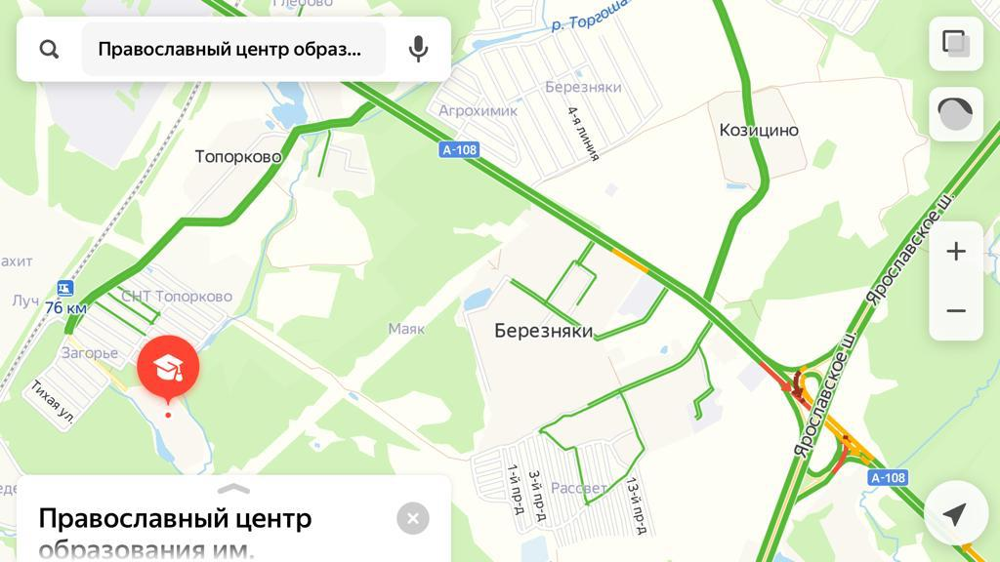 Глебово
р. Торгоша
Православный центр образ...
Березняки
Агрохимик
4-я линия
Козицино
А-108
Топорково
Ярославское ш.
ахит
Луч
76 км
СНТ Топорково
Маяк
Березняки
Загорье
Тихая ул.
Ярославское ш.
1-й пр-д
3-й пр-д
Рассвет
13-й пр-д
А-108
Православный центр
образования им.